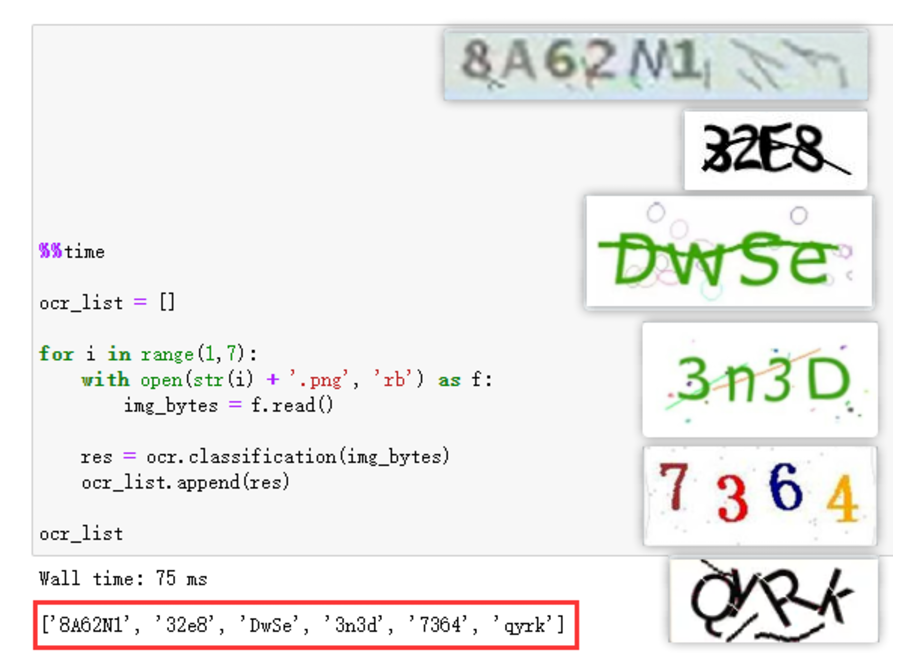 8A62N1
32E8
DwSe
%%time
ocr_list = []
3n3D
for i in range(1,7):
    with open(str(i) + '.png', 'rb') as f:
        img_bytes = f.read()
    res = ocr.classification(img_bytes)
    ocr_list.append(res)
7364
ocr_list
Wall time: 75 ms
QYRk
['8A62N1', '32e8', 'DwSe', '3n3d', '7364', 'qyrk']